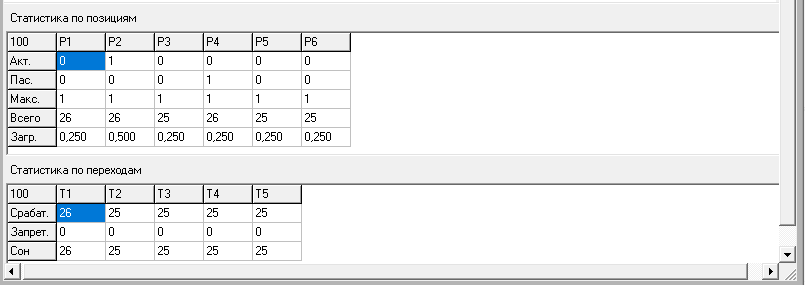 Статистика по позициям
100 P1 P2 P3 P4 P5 P6
Акт. 0 1 0 0 0 0
Пас. 0 0 0 1 0 0
Макс. 1 1 1 1 1 1
Всего 26 26 25 26 25 25
Загр. 0,250 0,500 0,250 0,250 0,250 0,250
Статистика по переходам
100 T1 T2 T3 T4 T5
Срабат. 26 25 25 25 25
Запрет. 0 0 0 0 0
Сон 26 25 25 25 25